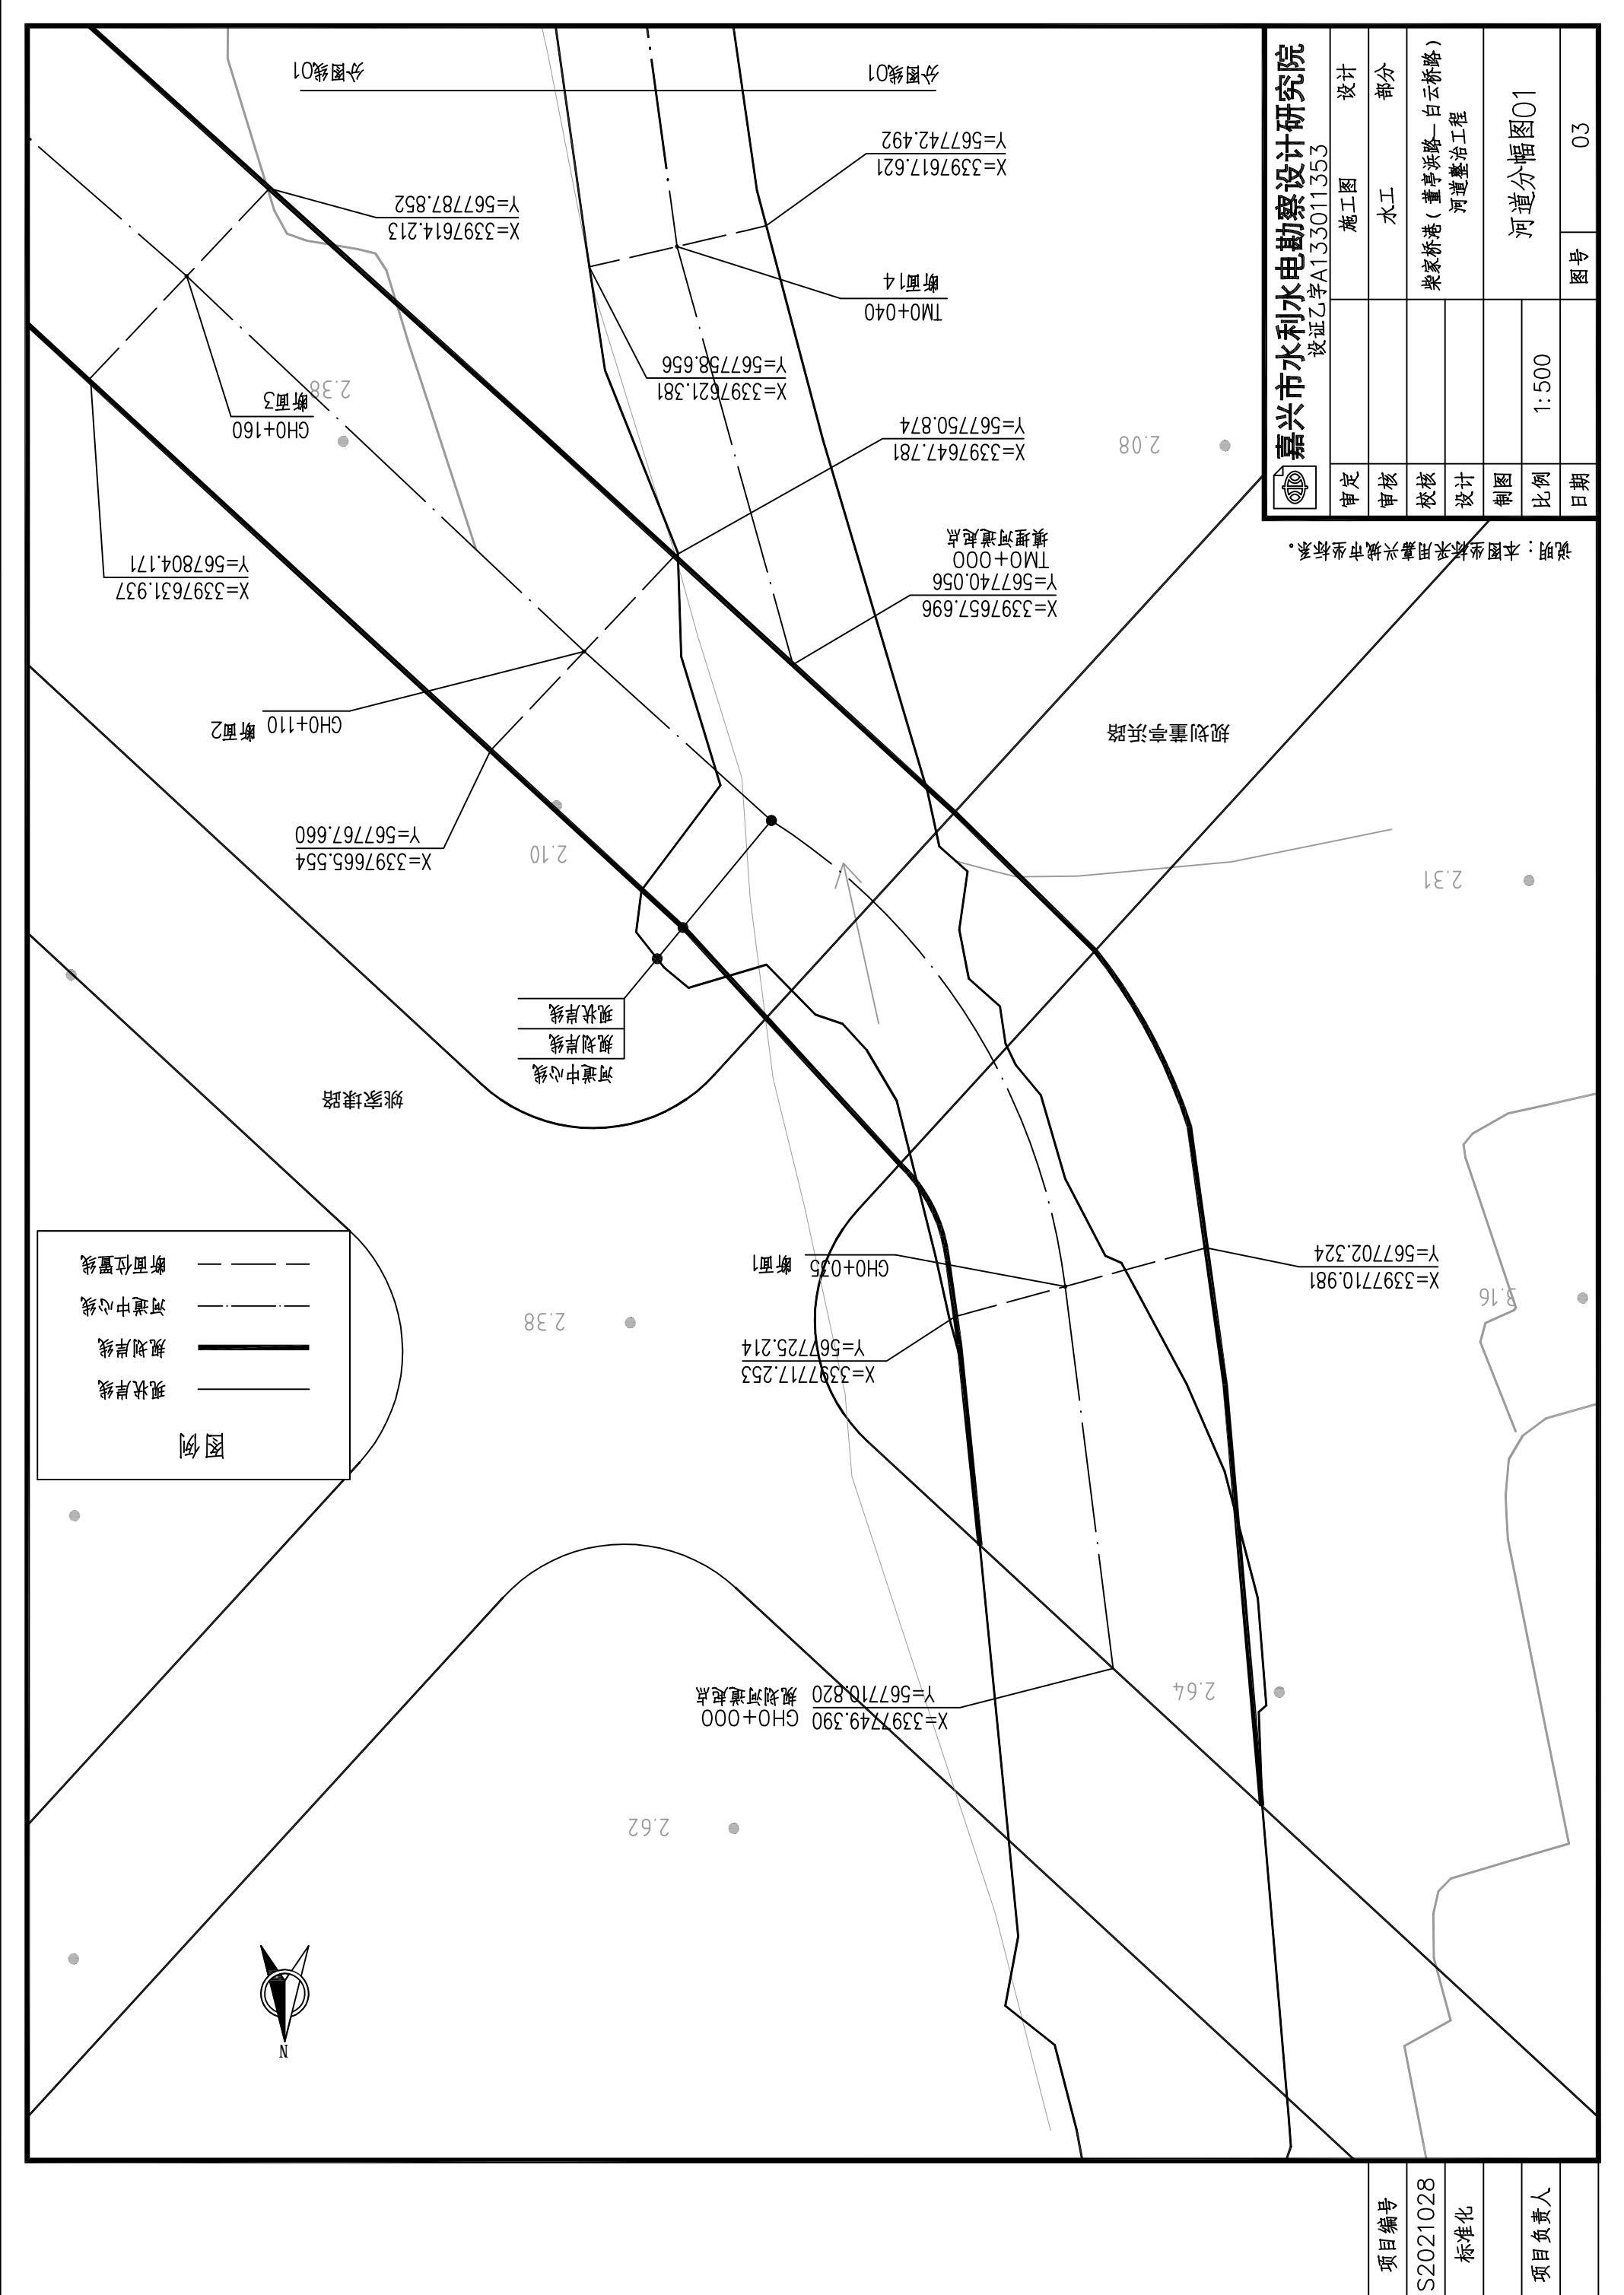 分图线01
分图线01
Y=567742.492
X=3397617.621
Y=567787.852
X=3397614.213
断面14
TM0+040
Y=567758.656
X=3397621.381
断面3
GH0+160
2.38
Y=567750.874
X=3397647.781
2.08
填埋河道起点
TM0+000
Y=567740.056
X=3397657.696
Y=567804.171
X=3397631.937
说明：本图坐标采用嘉兴城市坐标系。
断面2
GH0+110
规划董亭浜路
Y=567767.660
X=3397665.554
2.10
2.31
现状岸线
规划岸线
河道中心线
姚家埭路
断面1
GH0+035
Y=567702.324
X=3397710.981
3.16
2.38
Y=567725.214
X=3397717.253
断面位置线
河道中心线
规划岸线
现状岸线
图例
规划河道起点
GH0+000
Y=567710.820
X=3397749.390
2.64
2.62
N
嘉兴市水利水电勘察设计研究院
设证乙字A133011353
审定
施工图
设计
审核
水工
部分
校核
柴家桥港（董亭浜路—白云桥路）
河道整治工程
设计
制图
河道分幅图01
比例
1:500
日期
图号
03
项目编号
S2021028
标准化
项目负责人